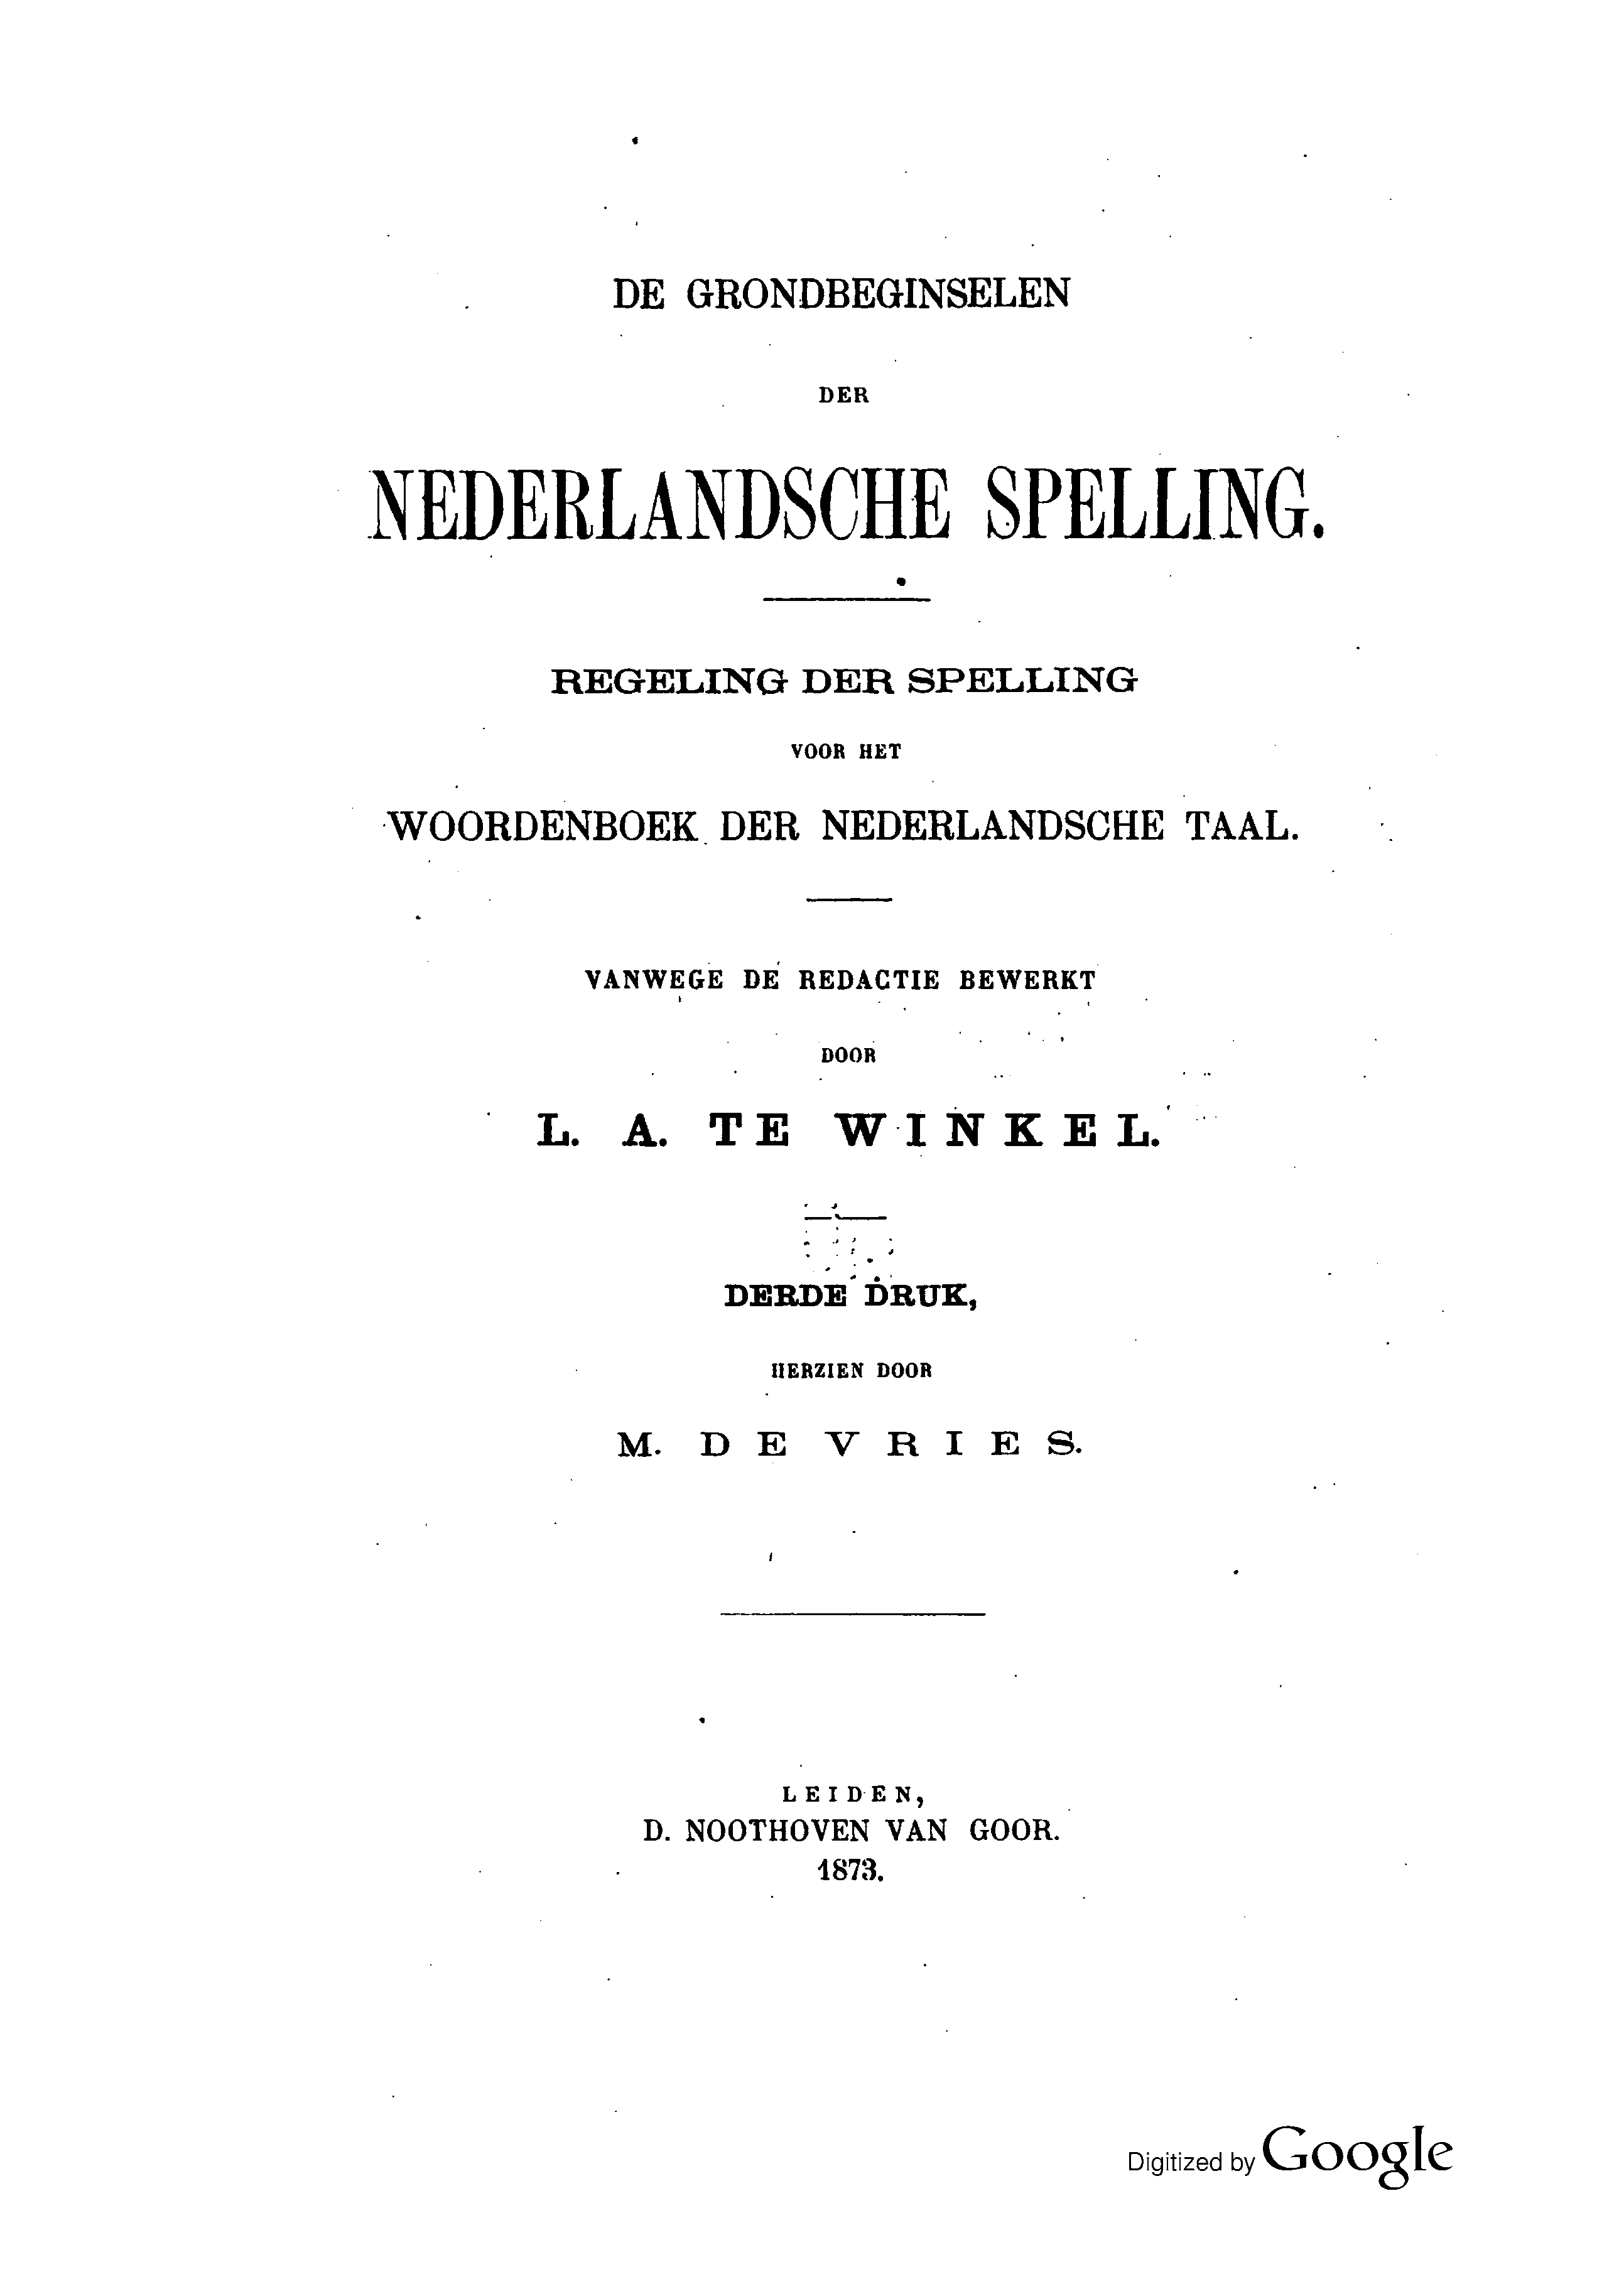 DE GRONDBEGINSELEN
DER
NEDERLANDSCHE SPELLING.
REGELING DER SPELLING
VOOR HET
WOORDENBOEK DER NEDERLANDSCHE TAAL.
VANWEGE DE REDACTIE BEWERKT
DOOR
L. A. TE WINKEL.
DERDE DRUK,
HERZIEN DOOR
M. DE VRIES.
LEIDEN,
D. NOOTHOVEN VAN GOOR.
1873.
Digitized by Google